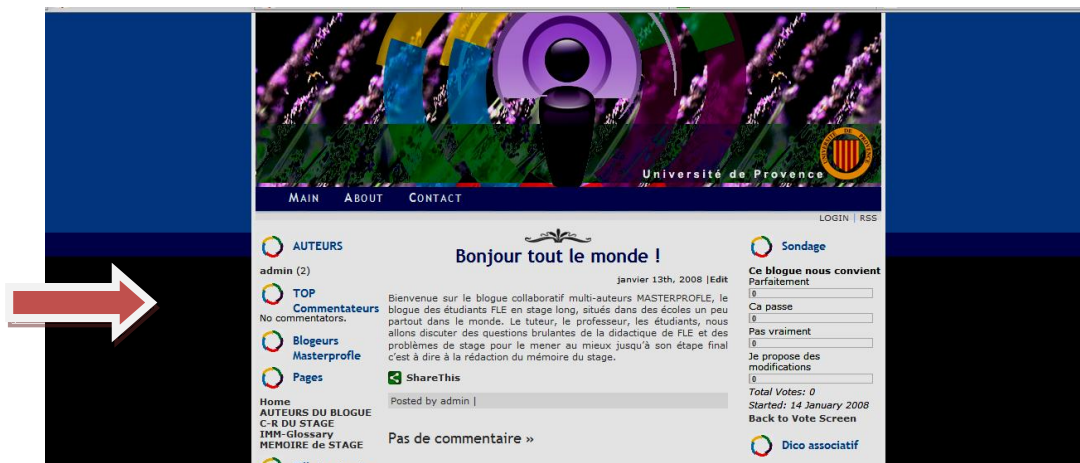 UNIVERSITÉ DE PROVENCE
Université de Provence
MAIN ABOUT CONTACT
LOGIN | RSS
AUTEURS
admin (2)
TOP
Commentateurs
No commentators.
Blogeurs
Masterprofle
Pages
Home
AUTEURS DU BLOGUE
C-R DU STAGE
IMM-Glossary
MEMOIRE de STAGE
Bonjour tout le monde !
janvier 13th, 2008 |Edit
Bienvenue sur le blogue collaboratif multi-auteurs MASTERPROFLE, le
blogue des étudiants FLE en stage long, situés dans des écoles un peu
partout dans le monde. Le tuteur, le professeur, les étudiants, nous
allons discuter des questions brulantes de la didactique de FLE et des
problèmes de stage pour le mener au mieux jusqu'à son étape final
c'est à dire à la rédaction du mémoire du stage.
ShareThis
Posted by admin |
Pas de commentaire »
Sondage
Ce blogue nous convient
Parfaitement
0
Ca passe
0
Pas vraiment
0
Je propose des
modifications
0
Total Votes: 0
Started: 14 January 2008
Back to Vote Screen
Dico associatif